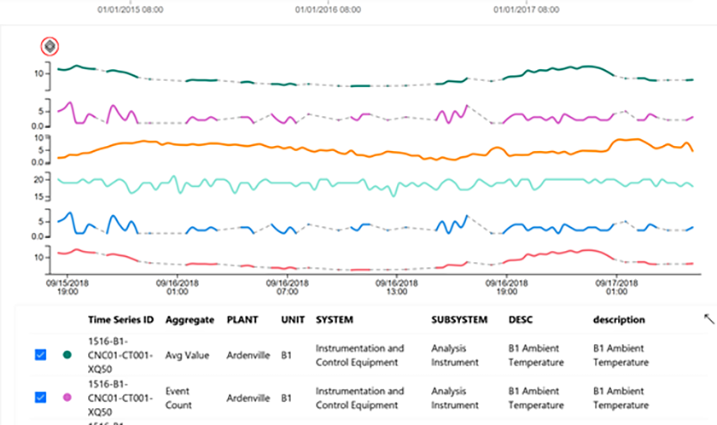 01/01/2015 08:00 01/01/2016 08:00 01/01/2017 08:00
10
5
0.0
10
5
0.0
20
15
5
0.0
10
09/15/2018 09/16/2018 09/16/2018 09/16/2018 09/16/2018 09/17/2018
19:00 01:00 07:00 13:00 19:00 01:00
Time Series ID Aggregate PLANT UNIT SYSTEM SUBSYSTEM DESC description
1516-B1-
CNC01-CT001-
XQ50
Avg Value
Ardenville
B1
Instrumentation and
Control Equipment
Analysis
Instrument
B1 Ambient
Temperature
B1 Ambient
Temperature
1516-B1-
CNC01-CT001-
XQ50
Event
Count
Ardenville
B1
Instrumentation and
Control Equipment
Analysis
Instrument
B1 Ambient
Temperature
B1 Ambient
Temperature